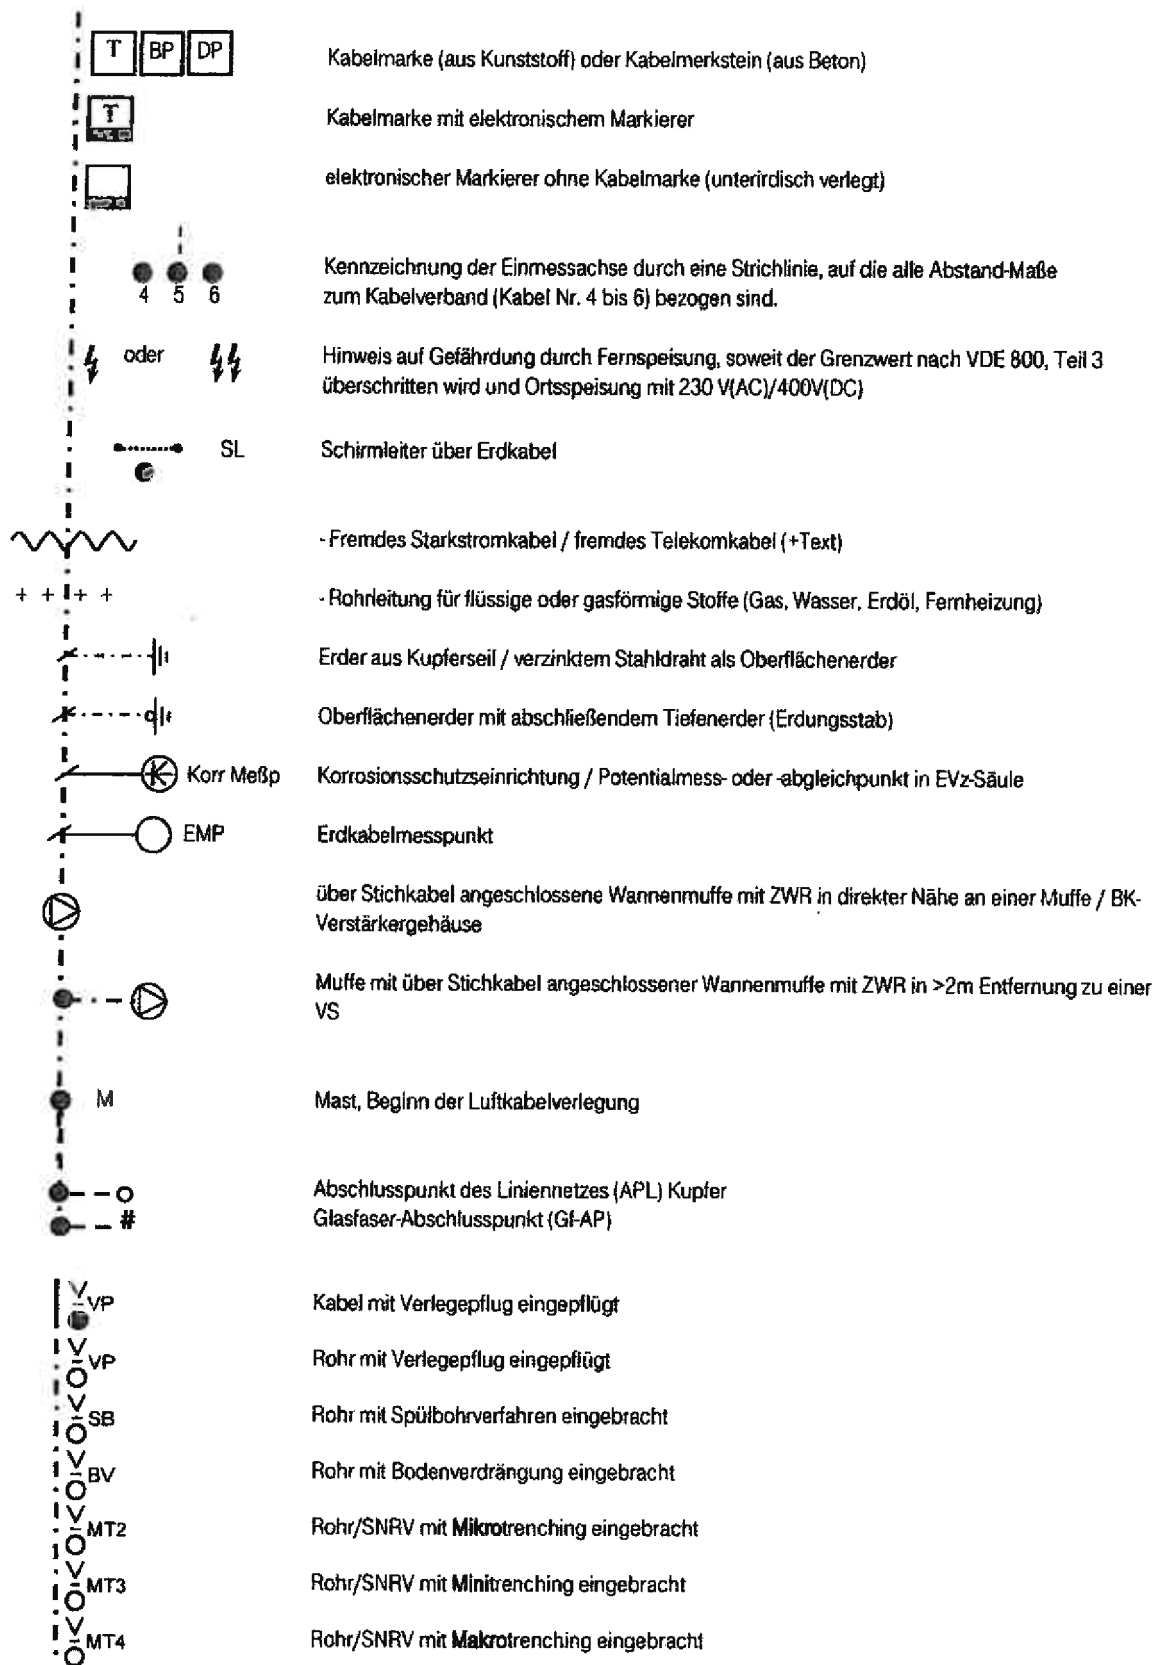 T BP DP Kabelmarke (aus Kunststoff) oder Kabelmerkstein (aus Beton)
T Kabelmarke mit elektronischem Markierer
elektronischer Markierer ohne Kabelmarke (unterirdisch verlegt)
Kennzeichnung der Einmessachse durch eine Strichlinie, auf die alle Abstand-Maße
4 5 6 zum Kabelverband (Kabel Nr. 4 bis 6) bezogen sind.
oder Hinweis auf Gefährdung durch Fernspeisung, soweit der Grenzwert nach VDE 800, Teil 3
überschritten wird und Ortsspeisung mit 230 V(AC)/400V(DC)
SL Schirmleiter über Erdkabel
- Fremdes Starkstromkabel / fremdes Telekomkabel (+Text)
+ + + + - Rohrleitung für flüssige oder gasförmige Stoffe (Gas, Wasser, Erdöl, Fernheizung)
Erder aus Kupferseil / verzinktem Stahldraht als Oberflächenerder
Oberflächenerder mit abschließendem Tiefenerder (Erdungsstab)
Korr Meßp Korrosionsschutzseinrichtung / Potentialmess- oder -abgleichpunkt in EVz-Säule
EMP Erdkabelmesspunkt
über Stichkabel angeschlossene Wannenmuffe mit ZWR in direkter Nähe an einer Muffe / BK-
Verstärkergehäuse
Muffe mit über Stichkabel angeschlossener Wannenmuffe mit ZWR in >2m Entfernung zu einer
VS
M Mast, Beginn der Luftkabelverlegung
Abschlusspunkt des Liniennetzes (APL) Kupfer
# Glasfaser-Abschlusspunkt (Gf-AP)
VP Kabel mit Verlegepflug eingepflügt
VP Rohr mit Verlegepflug eingepflügt
SB Rohr mit Spülbohrverfahren eingebracht
BV Rohr mit Bodenverdrängung eingebracht
MT2 Rohr/SNRV mit Mikrotrenching eingebracht
MT3 Rohr/SNRV mit Minitrenching eingebracht
MT4 Rohr/SNRV mit Makrotrenching eingebracht